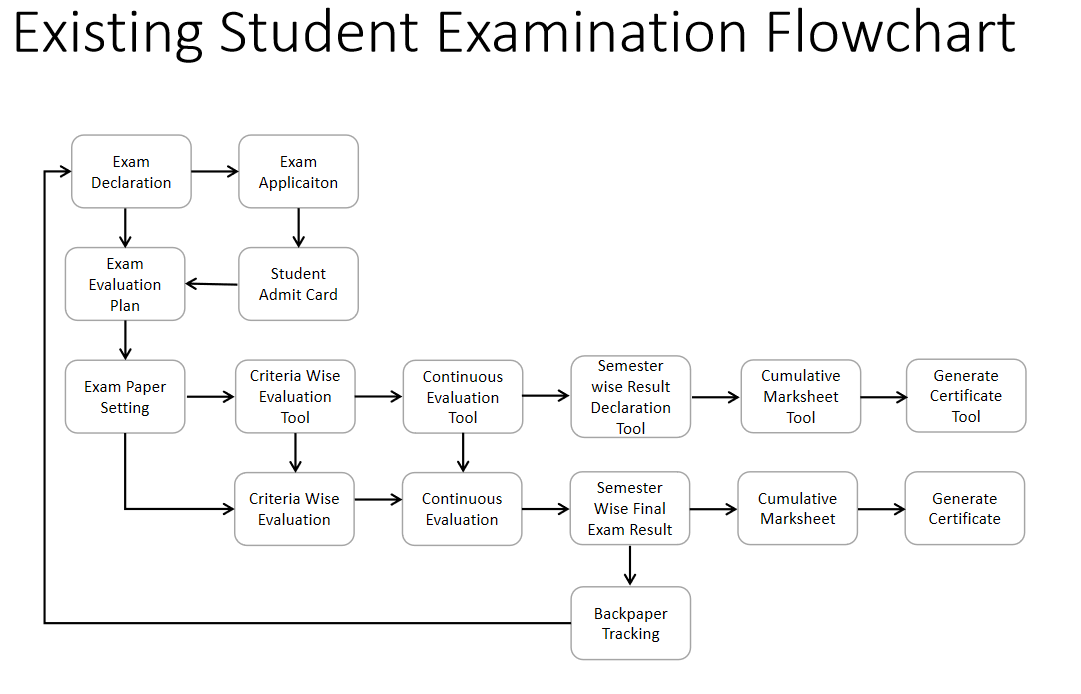 Existing Student Examination Flowchart
Exam
Declaration
Exam
Applicaiton
Exam
Evaluation
Plan
Student
Admit Card
Exam Paper
Setting
Criteria Wise
Evaluation
Tool
Continuous
Evaluation
Tool
Semester
wise Result
Declaration
Tool
Cumulative
Marksheet
Tool
Generate
Certificate
Tool
Criteria Wise
Evaluation
Continuous
Evaluation
Semester
Wise Final
Exam Result
Cumulative
Marksheet
Generate
Certificate
Backpaper
Tracking